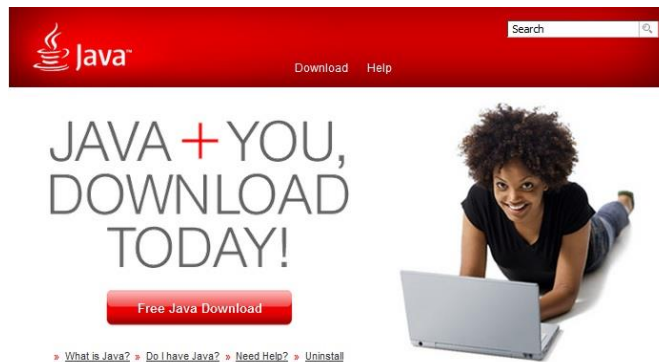 Search
Java™
Download Help
JAVA + YOU,
DOWNLOAD
TODAY!
Free Java Download
» What is Java? » Do I have Java? » Need Help? » Uninstall